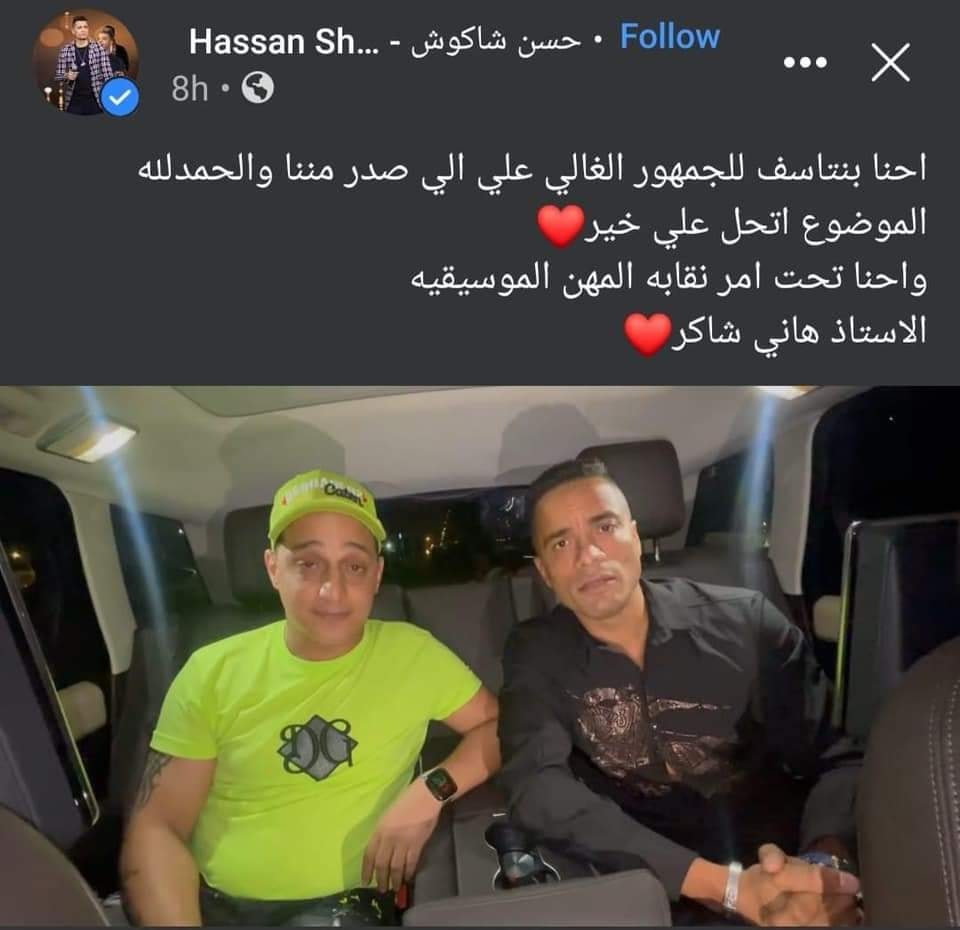 Hassan Sh... - حسن شاكوش • Follow
8h •
احنا بنتاسف للجمهور الغالي علي الي صدر مننا والحمدلله
الموضوع اتحل علي خير❤️
واحنا تحت امر نقابه المهن الموسيقيه
الاستاذ هاني شاكر❤️
DG